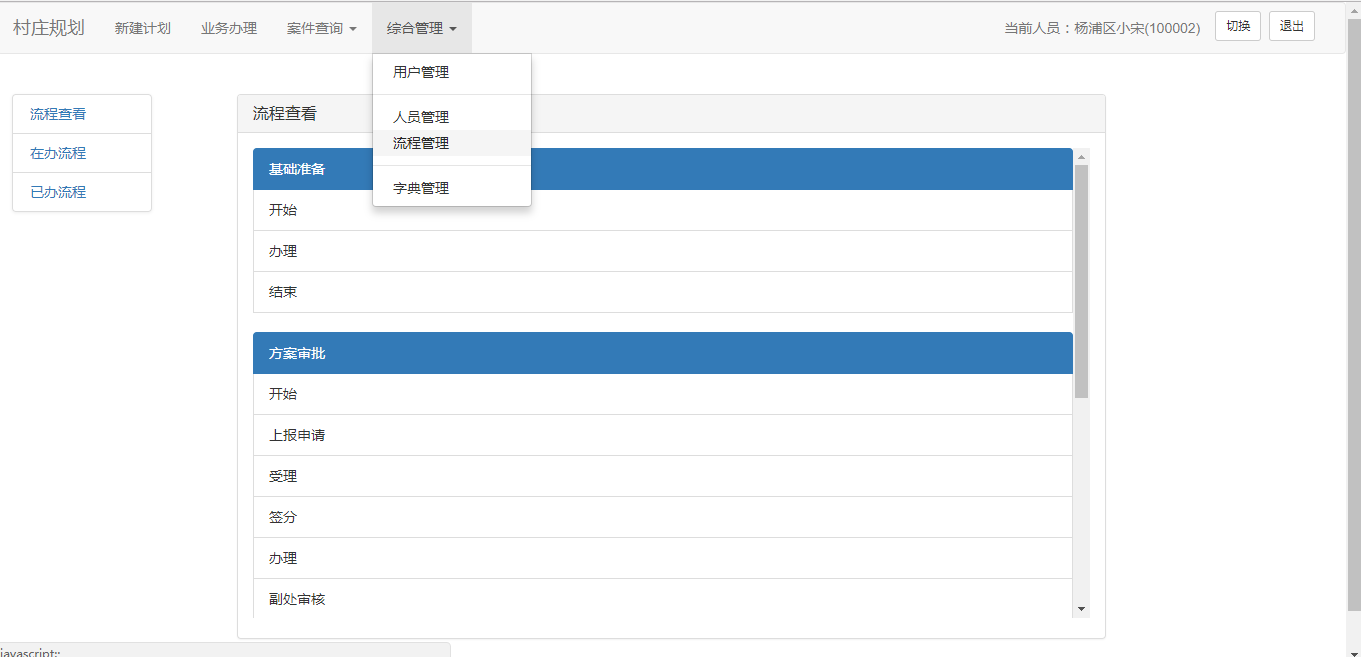 村庄规划 新建计划 业务办理 案件查询 综合管理 当前人员：杨浦区小宋(100002) 切换 退出
用户管理
人员管理
流程管理
字典管理
流程查看
在办流程
已办流程
流程查看
基础准备
开始
办理
结束
方案审批
开始
上报申请
受理
签分
办理
副处审核
javascript:;